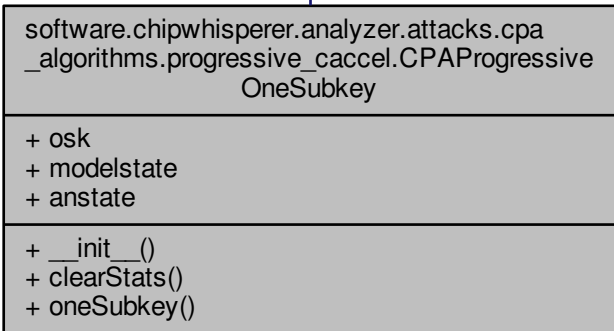 software.chipwhisperer.analyzer.attacks.cpa
_algorithms.progressive_caccel.CPAProgressive
OneSubkey
+ osk
+ modelstate
+ anstate
+ __init__()
+ clearStats()
+ oneSubkey()